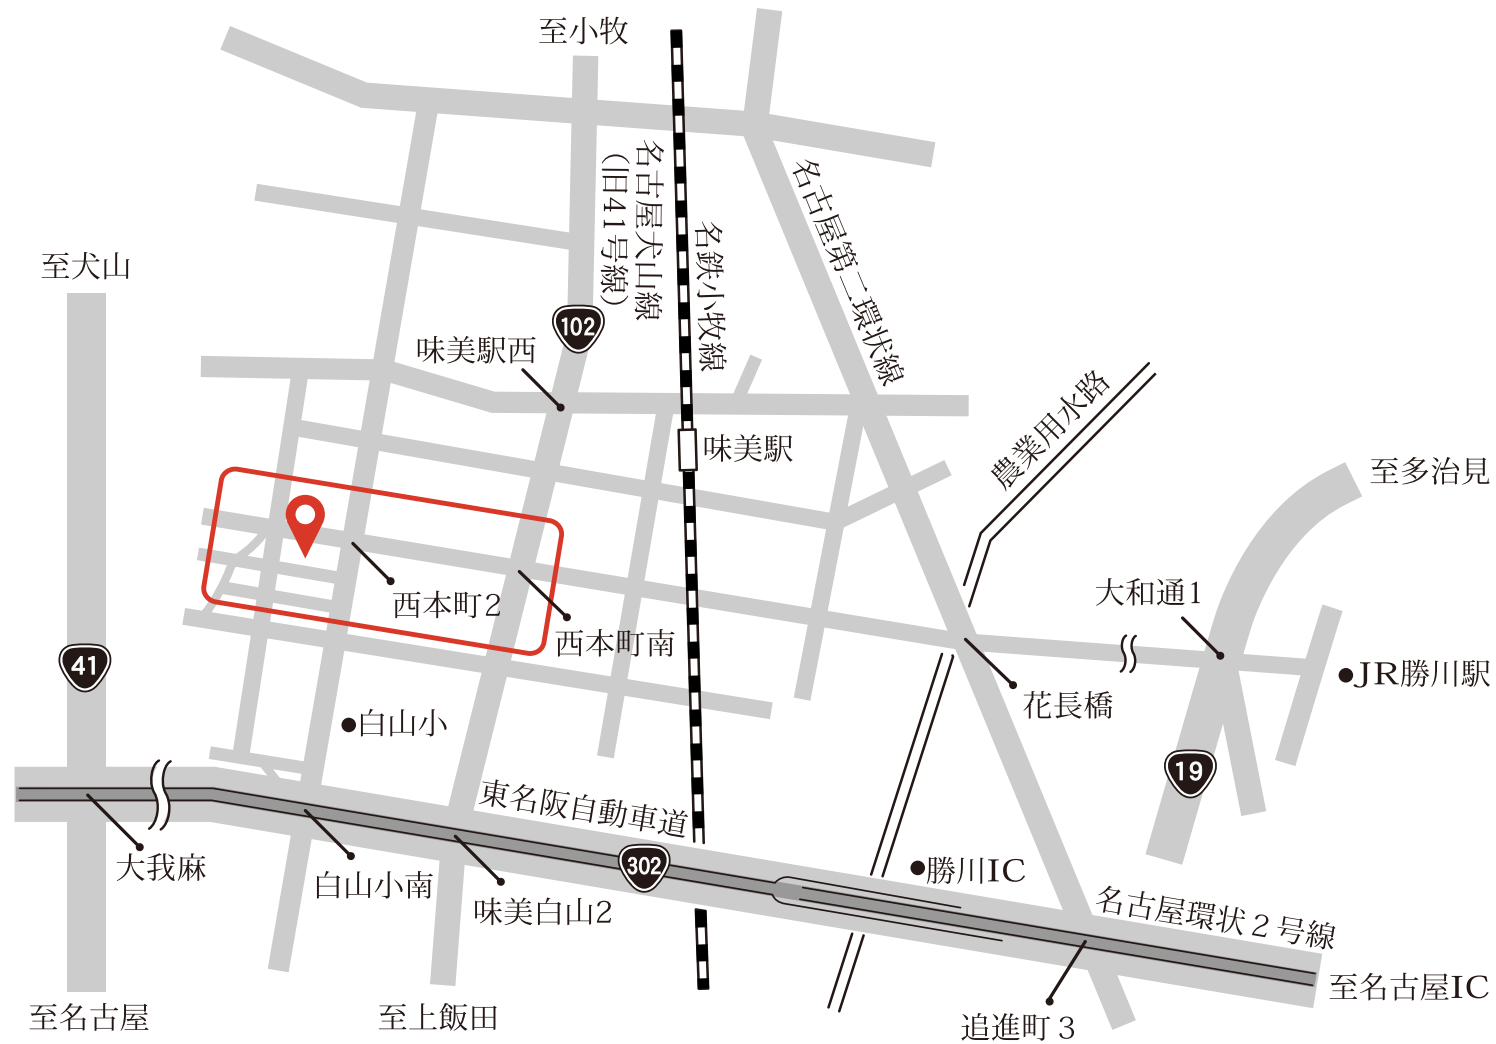 至小牧
名古屋犬山線
(旧41号線)
名鉄小牧線
名古屋第二環状線
至犬山
102
味美駅西
味美駅
農業用水路
至多治見
大和通1
西本町2
西本町南
JR勝川駅
41
花長橋
白山小
19
東名阪自動車道
302
大我麻
白山小南
味美白山2
勝川IC
名古屋環状2号線
至名古屋IC
至名古屋
至上飯田
追進町3